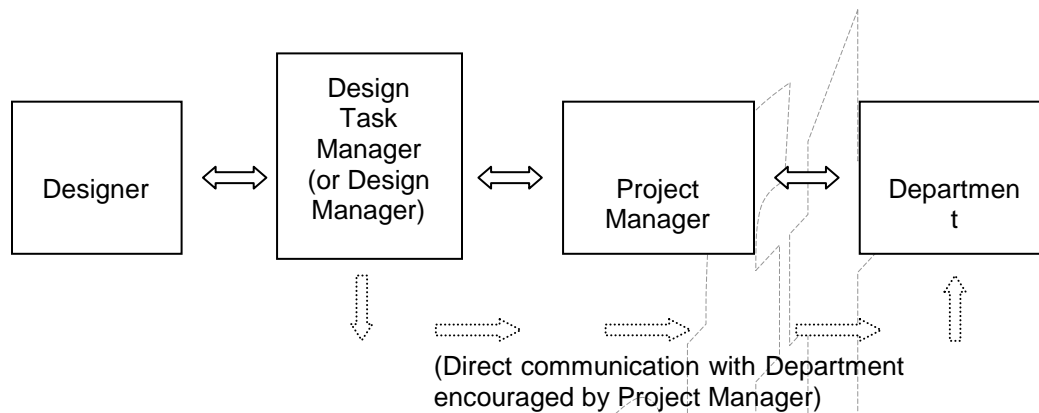 Designer
Design
Task
Manager
(or Design
Manager)
Project
Manager
Departmen
t
(Direct communication with Department
encouraged by Project Manager)